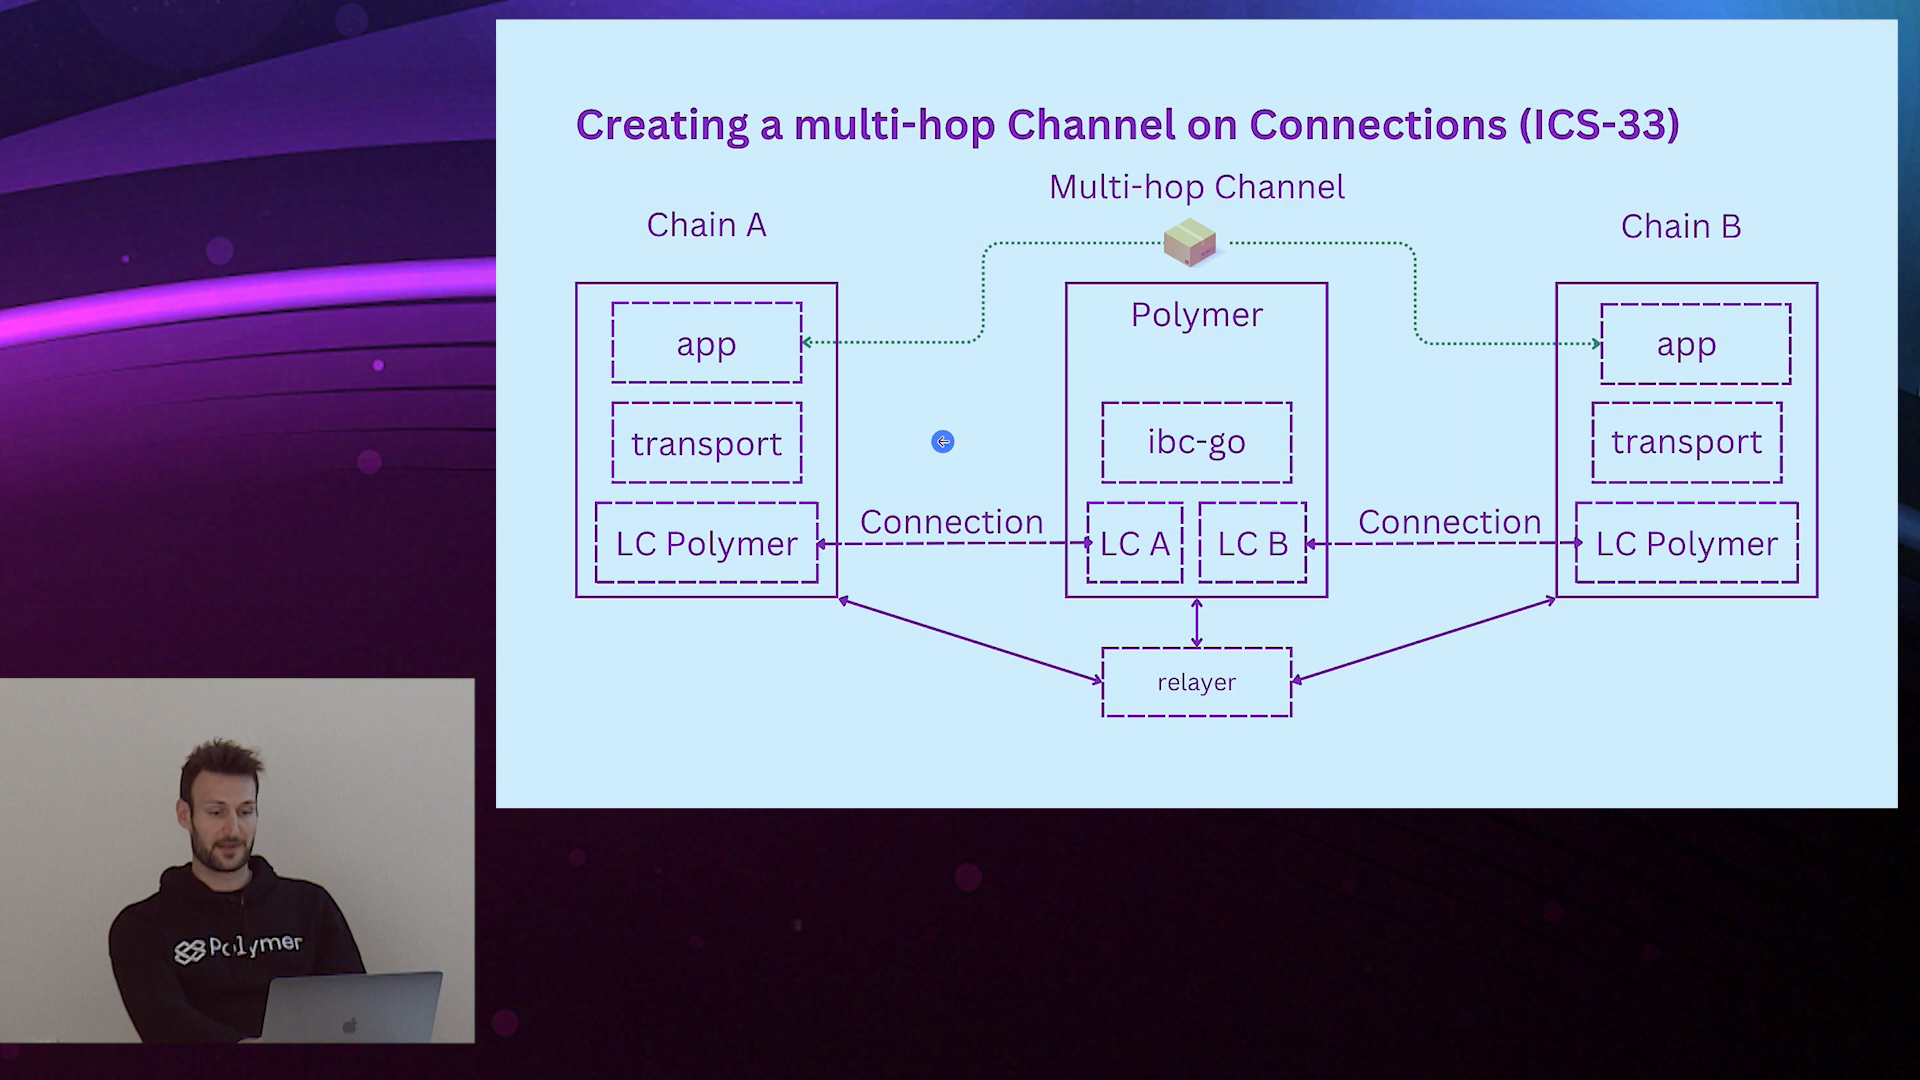 Creating a multi-hop Channel on Connections (ICS-33)
Multi-hop Channel
Chain A
Chain B
Polymer
app
app
transport
ibc-go
transport
Connection
Connection
LC Polymer
LC A
LC B
LC Polymer
relayer
Polymer